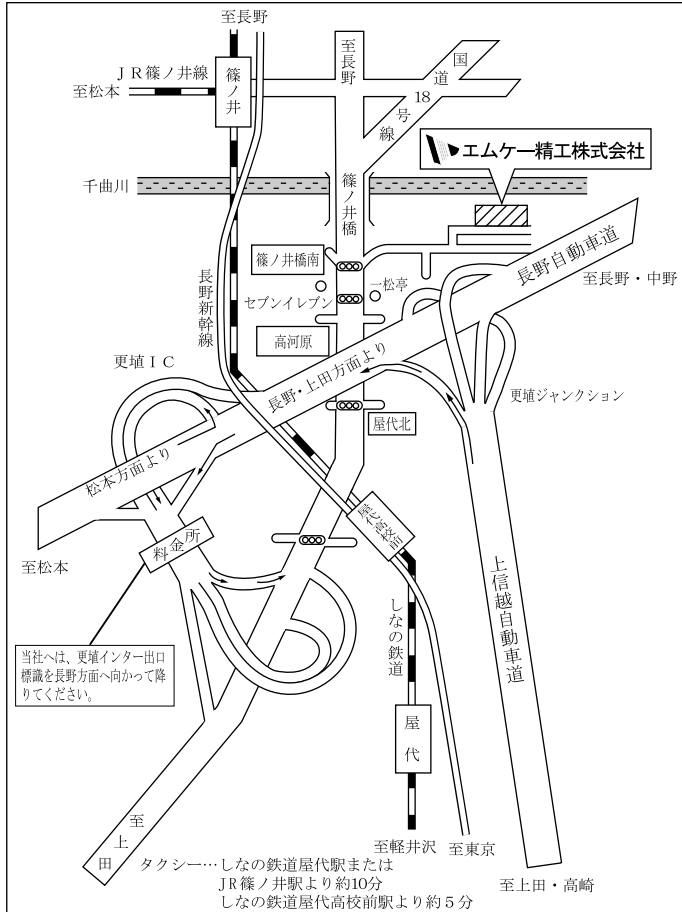 至長野
JR篠ノ井線
至松本
篠ノ井
至長野
国道18号線
エムケー精工株式会社
千曲川
篠ノ井橋
篠ノ井橋南
一松亭
セブンイレブン
長野自動車道
至長野・中野
長野新幹線
高河原
更埴IC
長野・上田方面より
更埴ジャンクション
屋代北
松本方面より
屋代高校前
料金所
至松本
上信越自動車道
しなの鉄道
当社へは、更埴インター出口
標識を長野方面へ向かって降
りてください。
屋代
至上田
至軽井沢
至東京
至上田・高崎
タクシー…しなの鉄道屋代駅または
JR篠ノ井駅より約10分
しなの鉄道屋代高校前駅より約5分